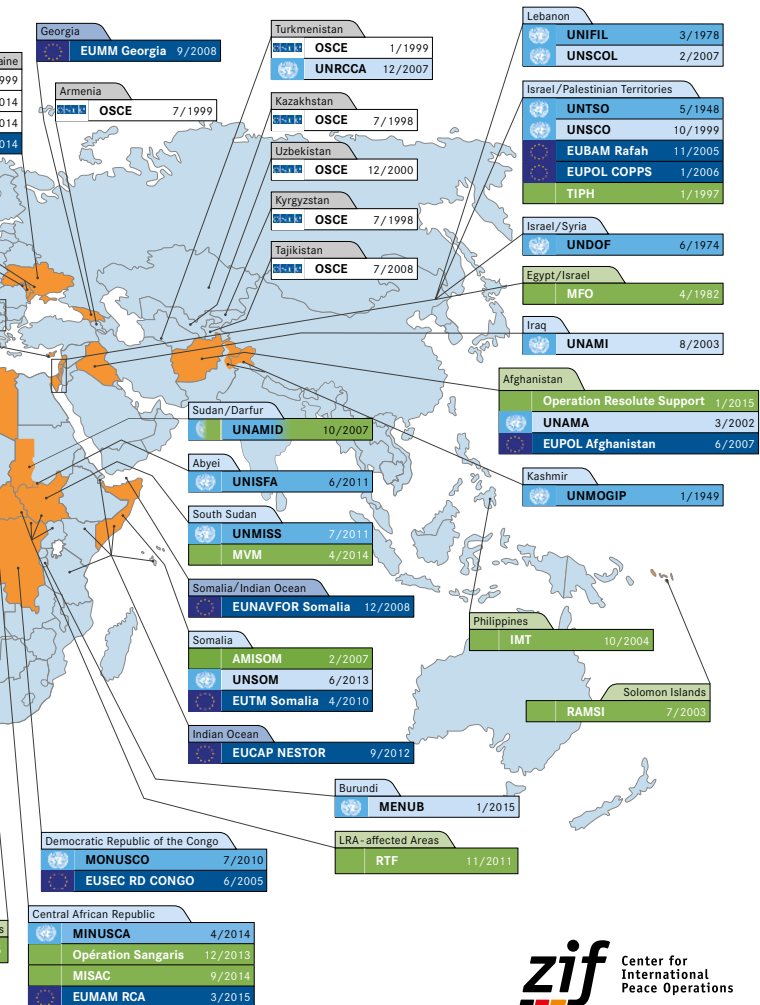 Georgia
EUMM Georgia 9/2008
Armenia
OSCE 7/1999
aine
999
014
014
014
Turkmenistan
OSCE 1/1999
UNRCCA 12/2007
Kazakhstan
OSCE 7/1998
Uzbekistan
OSCE 12/2000
Kyrgyzstan
OSCE 7/1998
Tajikistan
OSCE 7/2008
Lebanon
UNIFIL 3/1978
UNSCOL 2/2007
Israel/Palestinian Territories
UNTSO 5/1948
UNSCO 10/1999
EUBAM Rafah 11/2005
EUPOL COPPS 1/2006
TIPH 1/1997
Israel/Syria
UNDOF 6/1974
Egypt/Israel
MFO 4/1982
Iraq
UNAMI 8/2003
Afghanistan
Operation Resolute Support 1/2015
UNAMA 3/2002
EUPOL Afghanistan 6/2007
Kashmir
UNMOGIP 1/1949
Sudan/Darfur
UNAMID 10/2007
Abyei
UNISFA 6/2011
South Sudan
UNMISS 7/2011
MVM 4/2014
Somalia/Indian Ocean
EUNAVFOR Somalia 12/2008
Somalia
AMISOM 2/2007
UNSOM 6/2013
EUTM Somalia 4/2010
Indian Ocean
EUCAP NESTOR 9/2012
Philippines
IMT 10/2004
Solomon Islands
RAMSI 7/2003
Burundi
MENUB 1/2015
LRA-affected Areas
RTF 11/2011
Democratic Republic of the Congo
MONUSCO 7/2010
EUSEC RD CONGO 6/2005
Central African Republic
MINUSCA 4/2014
Opération Sangaris 12/2013
MISAC 9/2014
EUMAM RCA 3/2015
s
zif
Center for
International
Peace Operations